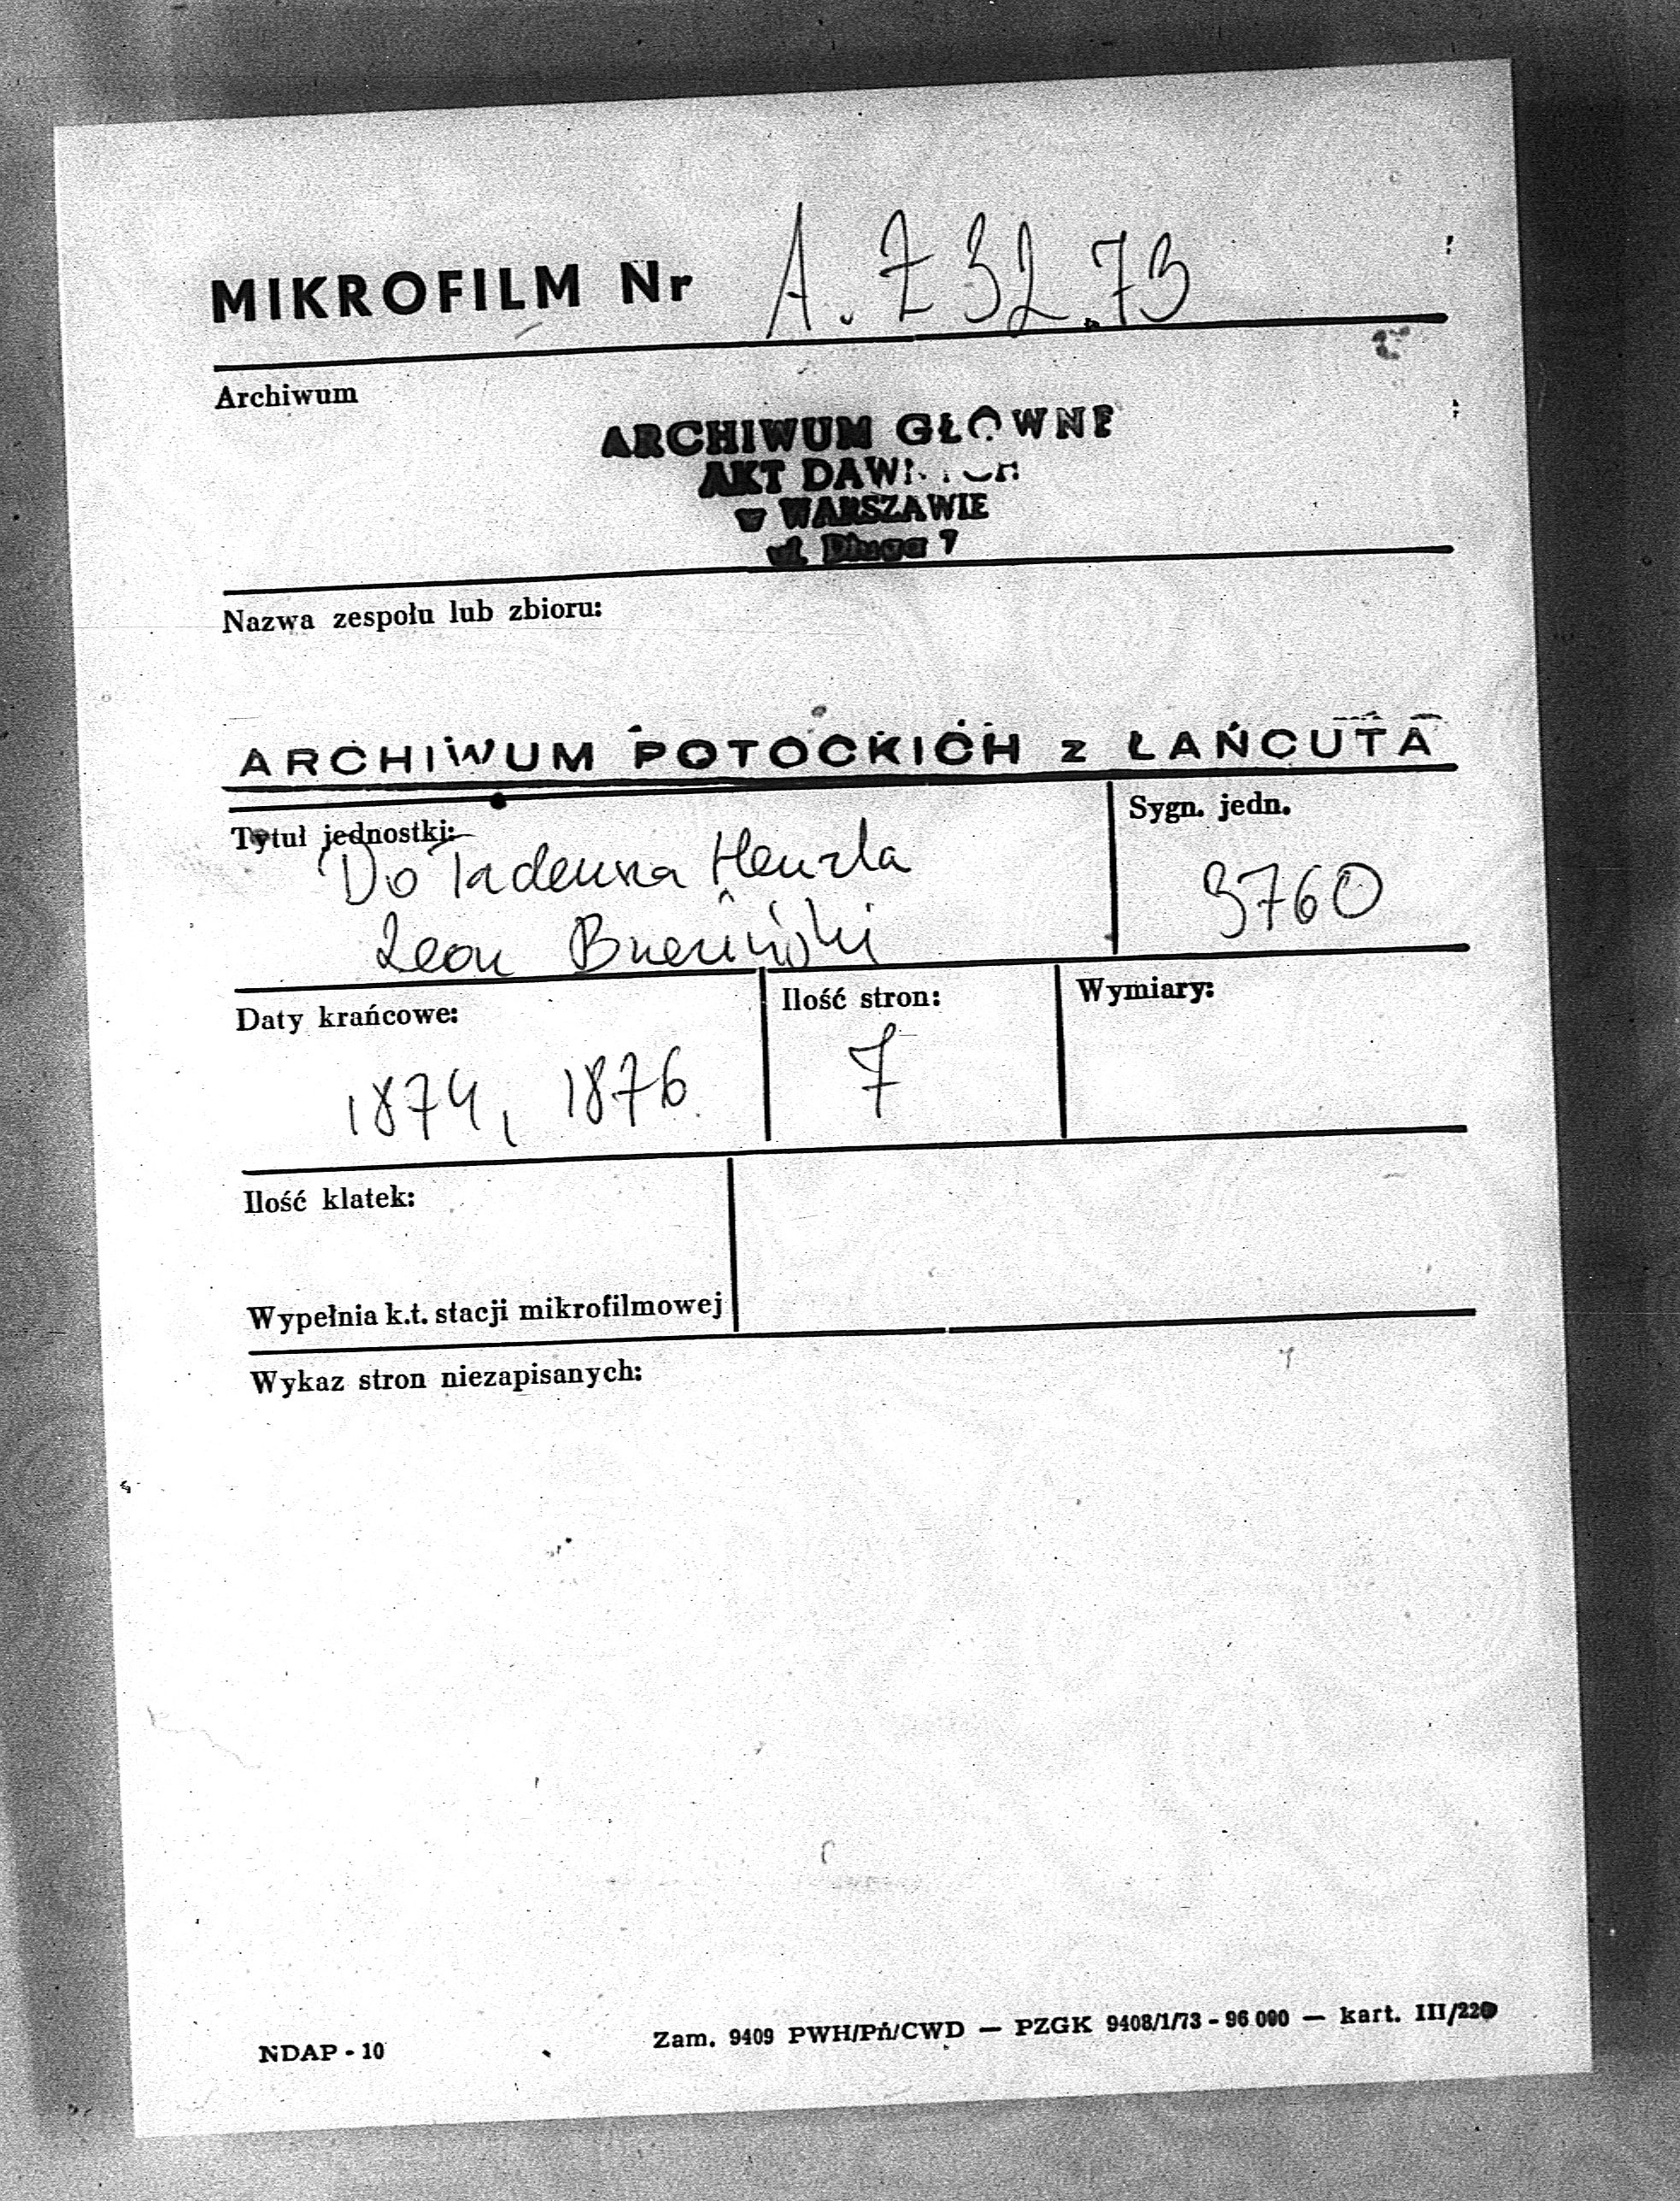 MIKROFILM Nr A. Z 32.73
Archiwum
ARCHIWUM GŁÓWNE
AKT DAW
w WARSZAWIE
ul. Długa 7
Nazwa zespołu lub zbioru:
ARCHIWUM POTOCKICH z ŁAŃCUTA
Tytuł jednostki:
Sygn. jedn.
Do Tadeusza Henzla
3760
Leon
Daty krańcowe:
Ilość stron:
Wymiary:
1874, 1876
7
Ilość klatek:
Wypełnia k.t. stacji mikrofilmowej
Wykaz stron niezapisanych:
NDAP - 10
Zam. 9409 PWH/Pń/CWD — PZGK 9408/1/73 - 96 000 — kart. III/220